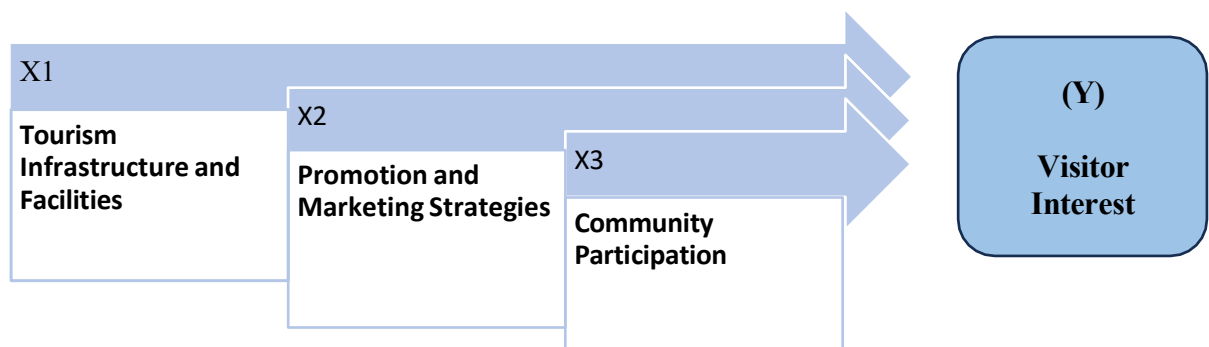 X1
Tourism
Infrastructure and
Facilities
X2
Promotion and
Marketing Strategies
X3
Community
Participation
(Y)
Visitor
Interest